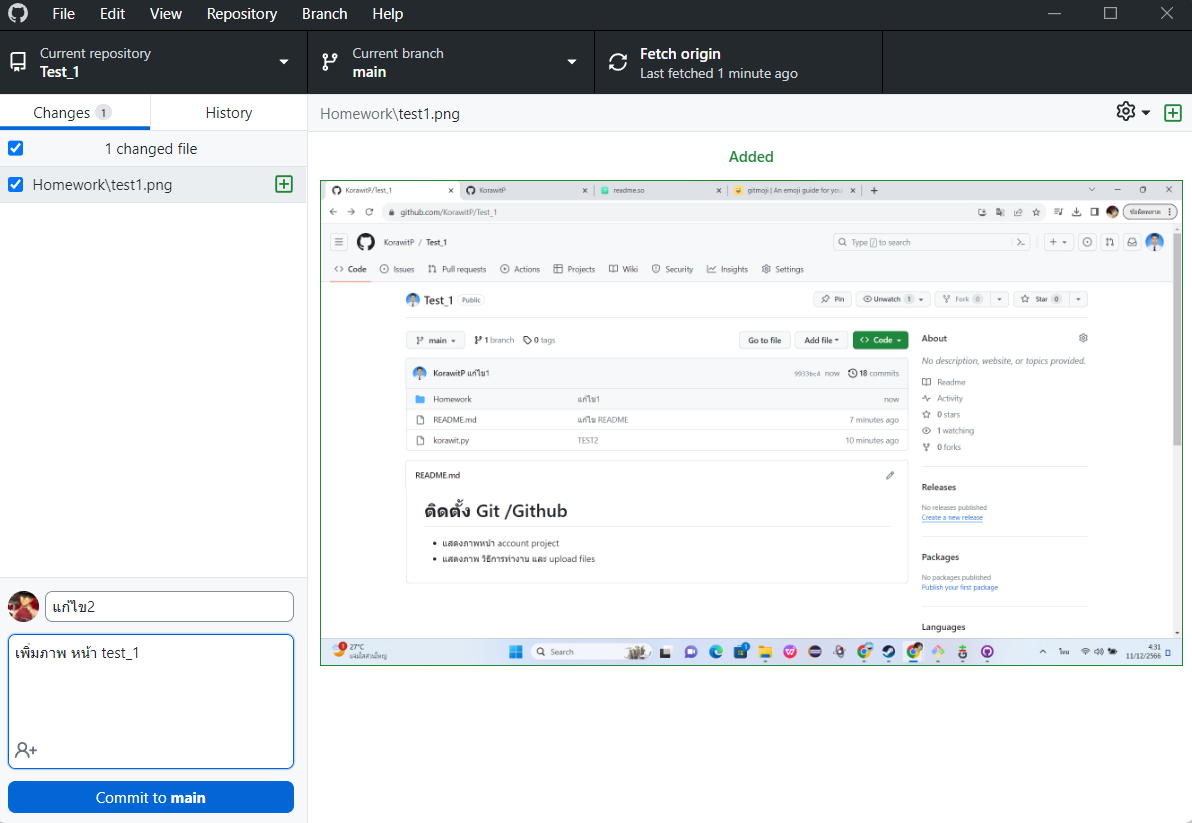 File Edit View Repository Branch Help
Current repository
Test_1
Current branch
main
Fetch origin
Last fetched 1 minute ago
Changes 1
History
1 changed file
Homework\test1.png
Homework\test1.png
Added
KorawitP/Test_1
KorawitP
readme.so
gitmoji | An emoji guide for you
github.com/KorawitP/Test_1
KorawitP / Test_1
Type / to search
Code Issues Pull requests Actions Projects Wiki Security Insights Settings
Test_1 Public
Pin Unwatch 1 Fork 0 Star 0
main 1 branch 0 tags
Go to file Add file Code
KorawitP แก้ไข1
9933bc4 now 18 commits
Homework แก้ไข1 now
README.md แก้ไข README 7 minutes ago
korawit.py TEST2 10 minutes ago
README.md
ติดตั้ง Git /Github
แสดงภาพหน้า account project
แสดงภาพ วิธีการทำงาน และ upload files
About
No description, website, or topics provided.
Readme
Activity
0 stars
1 watching
0 forks
Releases
No releases published
Create a new release
Packages
No packages published
Publish your first package
Languages
1
27°C
Search
1
ไทย
4:31
11/12/2566
แก้ไข2
เพิ่มภาพ หน้า test_1
Commit to main